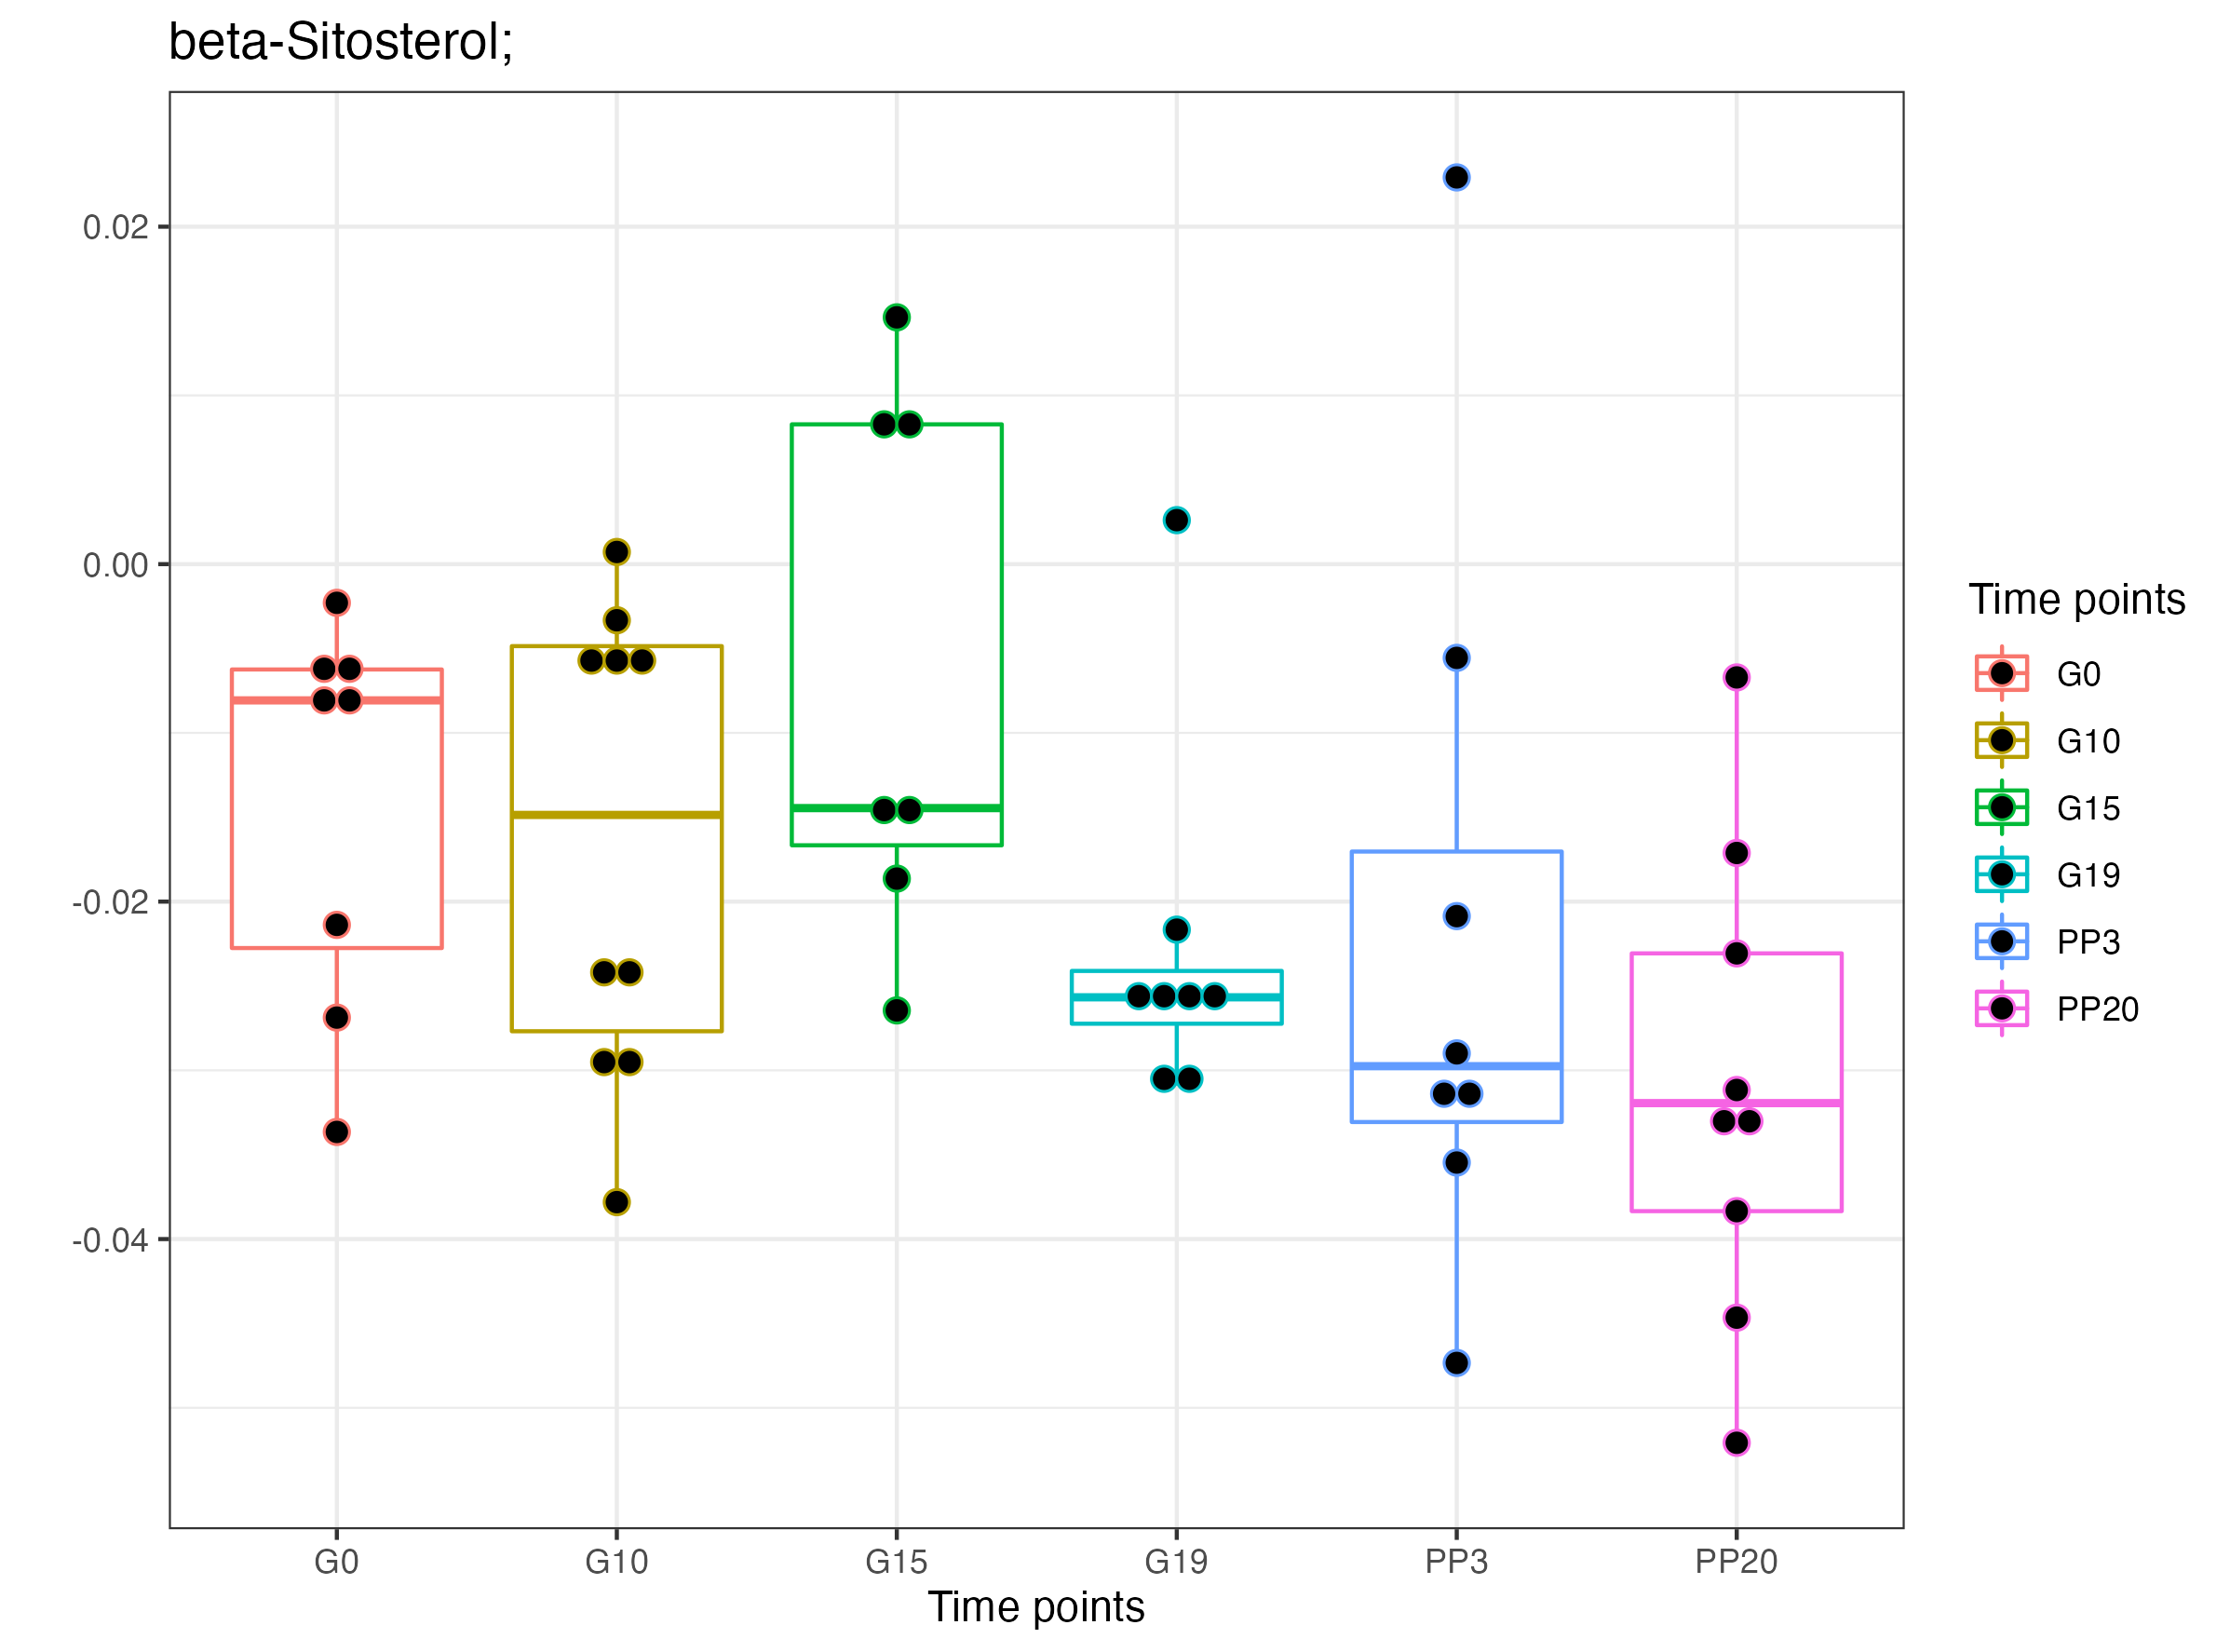 beta-Sitosterol;
0.02
0.00
-0.02
-0.04
G0 G10 G15 G19 PP3 PP20
Time points
Time points
G0
G10
G15
G19
PP3
PP20